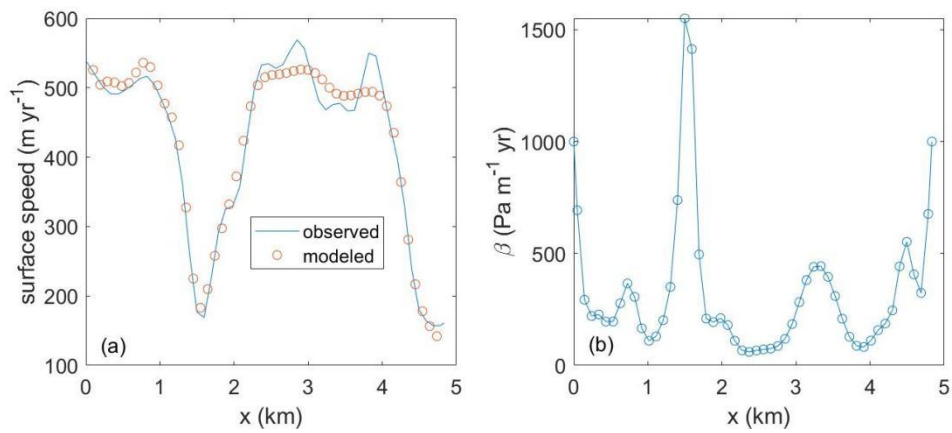 600
500
400
300
200
100
surface speed (m yr⁻¹)
observed
modeled
(a)
0 1 2 3 4 5
x (km)
1500
1000
500
0
β (Pa m⁻¹ yr)
(b)
0 1 2 3 4 5
x (km)